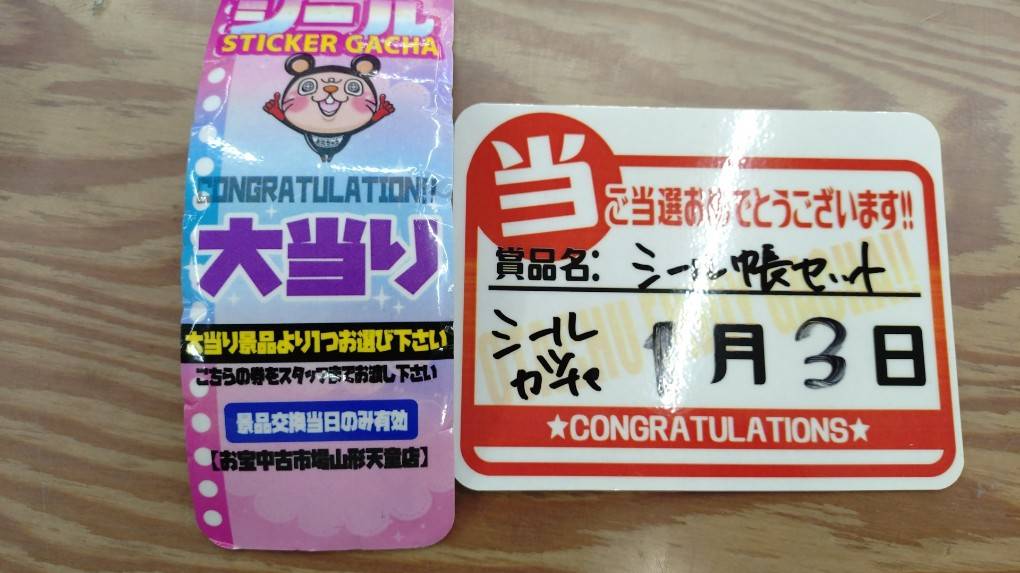 シール
STICKER GACHA
CONGRATULATION!!
大当り
大当り景品より1つお選び下さい
こちらの券をスタッフまでお渡し下さい
景品交換当日のみ有効
【お宝中古市場山形天童店】
当
ご当選おめでとうございます!!
賞品名: シール帳セット
シール
ガチャ
1月3日
★CONGRATULATIONS★